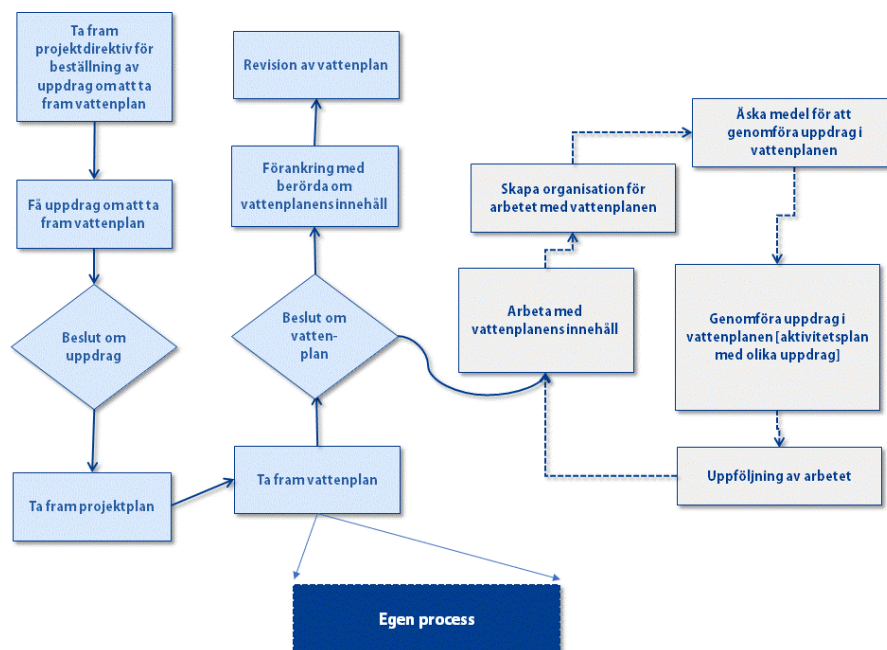 Ta fram
projektdirektiv för
beställning av
uppdrag om att ta
fram vattenplan
Få uppdrag om att ta
fram vattenplan
Beslut om
uppdrag
Ta fram projektplan
Revision av vattenplan
Förankring med
berörda om
vattenplanens innehåll
Beslut om
vatten-
plan
Ta fram vattenplan
Egen process
Skapa organisation för
arbetet med vattenplanen
Arbeta med
vattenplanens innehåll
Äska medel för att
genomföra uppdrag i
vattenplanen
Genomföra uppdrag i
vattenplanen [aktivitetsplan
med olika uppdrag]
Uppföljning av arbetet